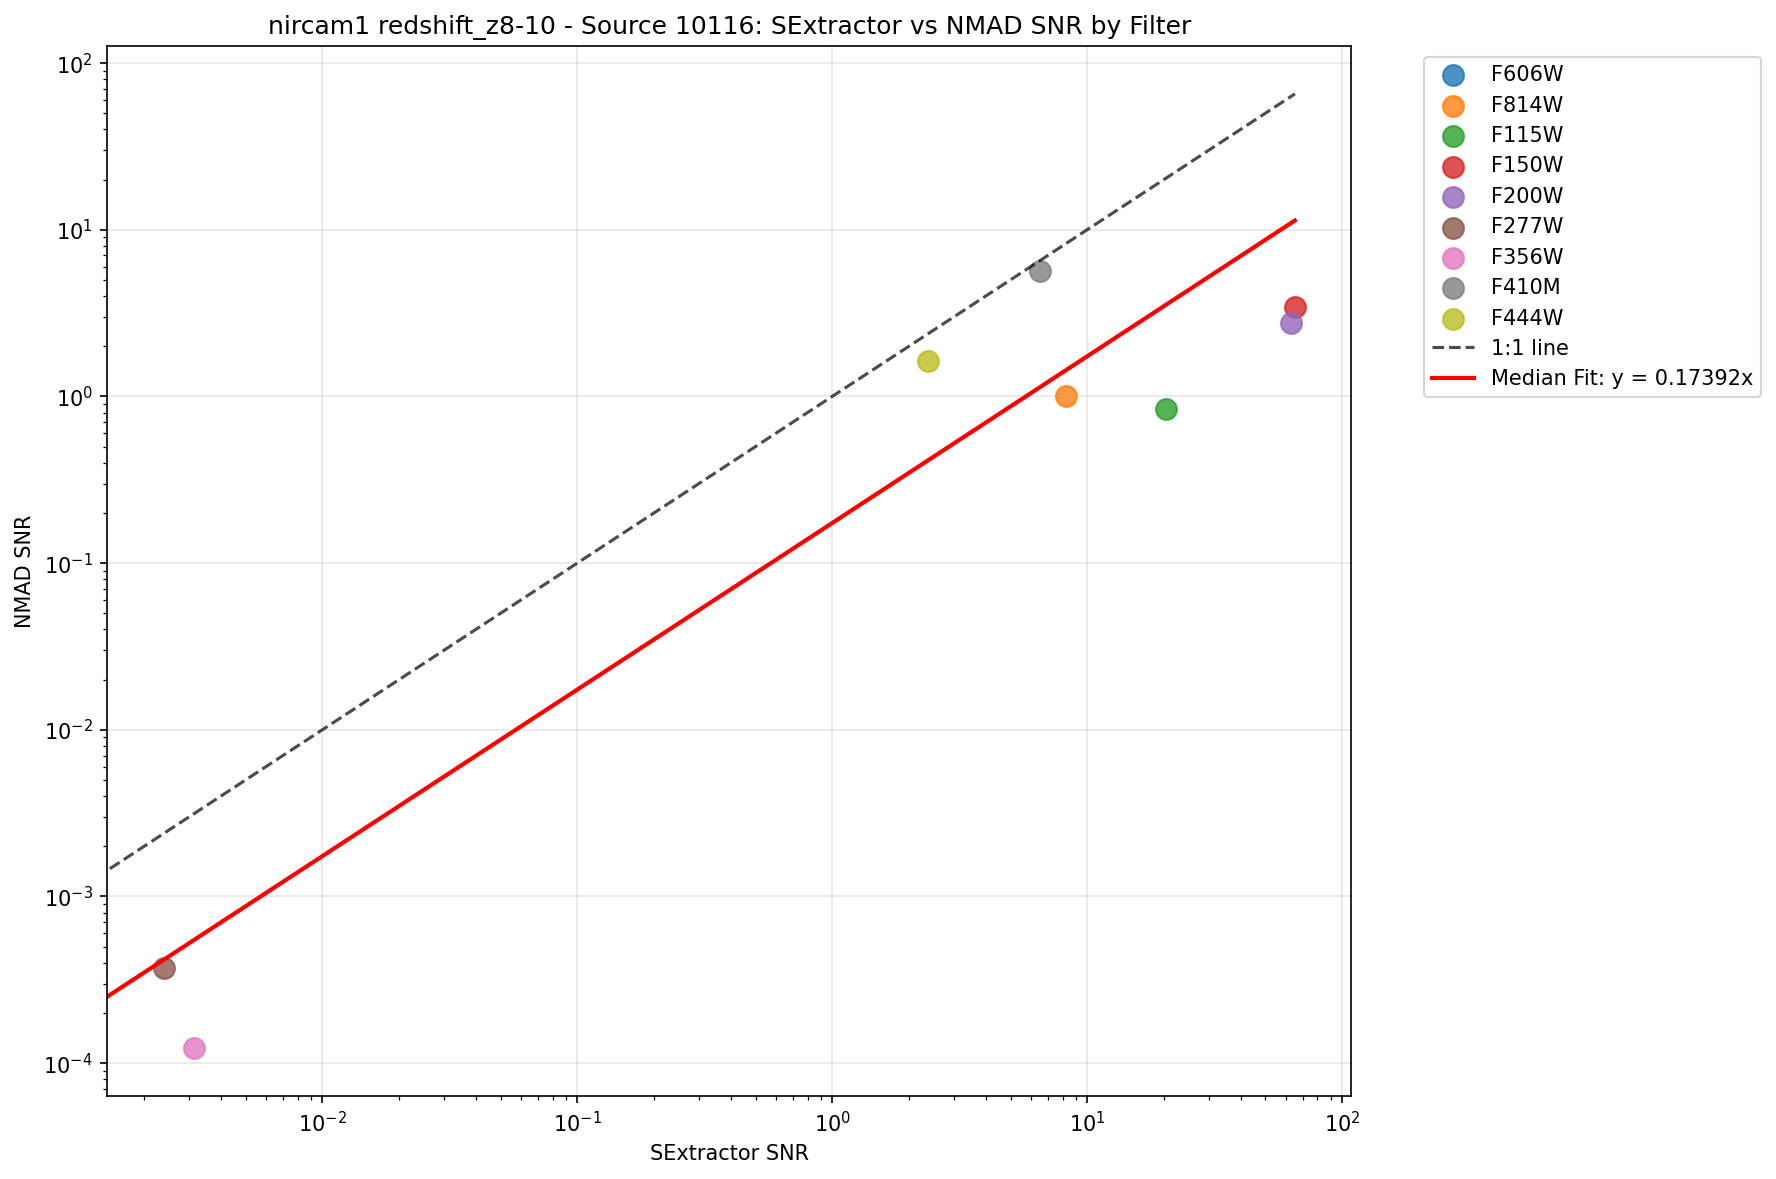 nircam1 redshift_z8-10 - Source 10116: SExtractor vs NMAD SNR by Filter
10²
10¹
10⁰
10⁻¹
10⁻²
10⁻³
10⁻⁴
NMAD SNR
10⁻²
10⁻¹
10⁰
10¹
10²
SExtractor SNR
F606W
F814W
F115W
F150W
F200W
F277W
F356W
F410M
F444W
1:1 line
Median Fit: y = 0.17392x